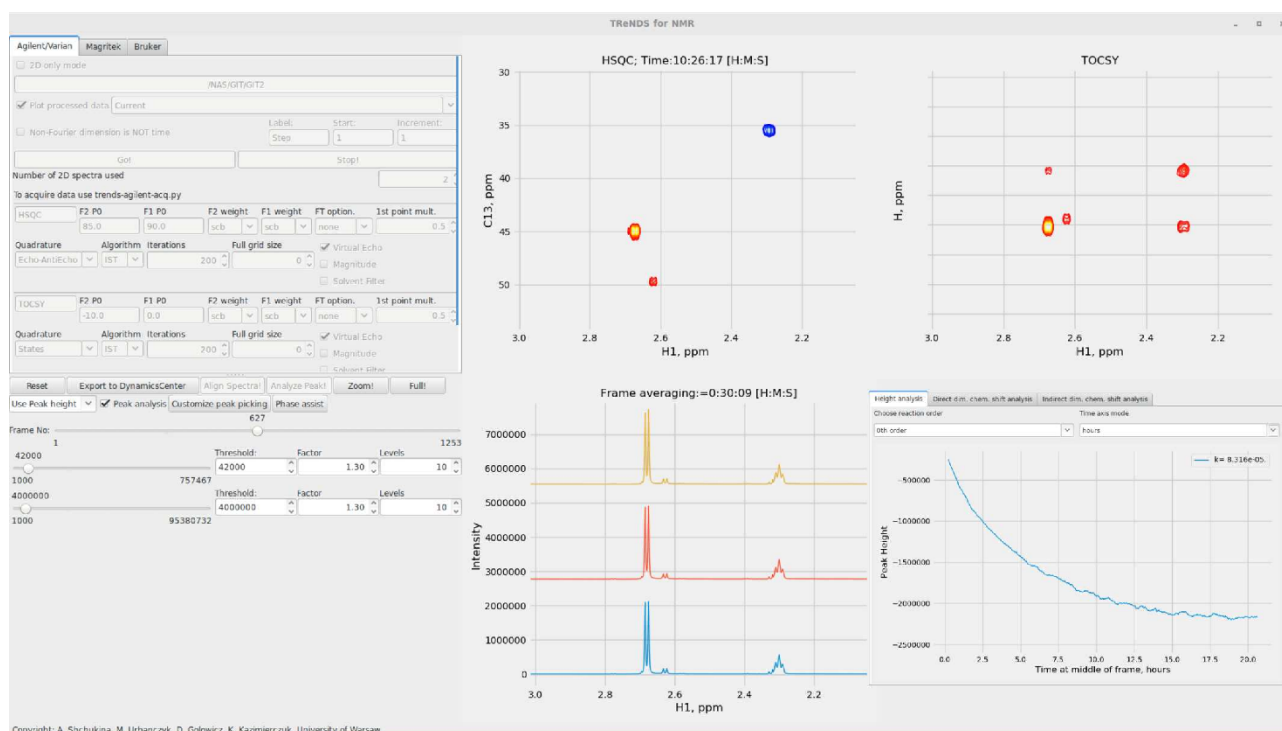 TReNDS for NMR
Agilent/Varian Magritek Bruker
2D only mode
/NAS/GIT/GIT2
Plot processed data Current
Label: Start: Increment:
Non-Fourier dimension is NOT time Step 1 1
Go! Stop!
Number of 2D spectra used 2
To acquire data use trends-agilent-acq.py
F2 P0 F1 P0 F2 weight F1 weight FT option. 1st point mult.
HSQC 85.0 90.0 scb scb none 0.5
Quadrature Algorithm Iterations Full grid size Virtual Echo
Echo-AntiEcho IST 200 0 Magnitude
Solvent Filter
F2 P0 F1 P0 F2 weight F1 weight FT option. 1st point mult.
TOCSY -10.0 0.0 scb scb none 0.5
Quadrature Algorithm Iterations Full grid size Virtual Echo
States IST 200 0 Magnitude
Solvent Filter
Reset Export to DynamicsCenter Align Spectra! Analyze Peak! Zoom! Full!
Use Peak height Peak analysis Customize peak picking Phase assist
627
Frame No:
1 1253
42000 Threshold: Factor Levels
42000 1.30 10
1000 757467
4000000 Threshold: Factor Levels
4000000 1.30 10
1000 95380732
HSQC; Time:10:26:17 [H:M:S]
30
35
40
45
50
C13, ppm
3.0 2.8 2.6 2.4 2.2
H1, ppm
TOCSY
H, ppm
3.0 2.8 2.6 2.4 2.2
H1, ppm
Frame averaging:=0:30:09 [H:M:S]
7000000
6000000
5000000
4000000
3000000
2000000
1000000
0
Intensity
3.0 2.8 2.6 2.4 2.2
H1, ppm
Height analysis Direct dim. chem. shift analysis Indirect dim. chem. shift analysis
Choose reaction order Time axis mode
0th order hours
k= 8.316e-05.
−500000
−1000000
−1500000
−2000000
−2500000
Peak Height
0.0 2.5 5.0 7.5 10.0 12.5 15.0 17.5 20.0
Time at middle of frame, hours
Copyright: A. Shchukina, M. Urbanczyk, D. Golowicz, K. Kazimierczuk, University of Warsaw